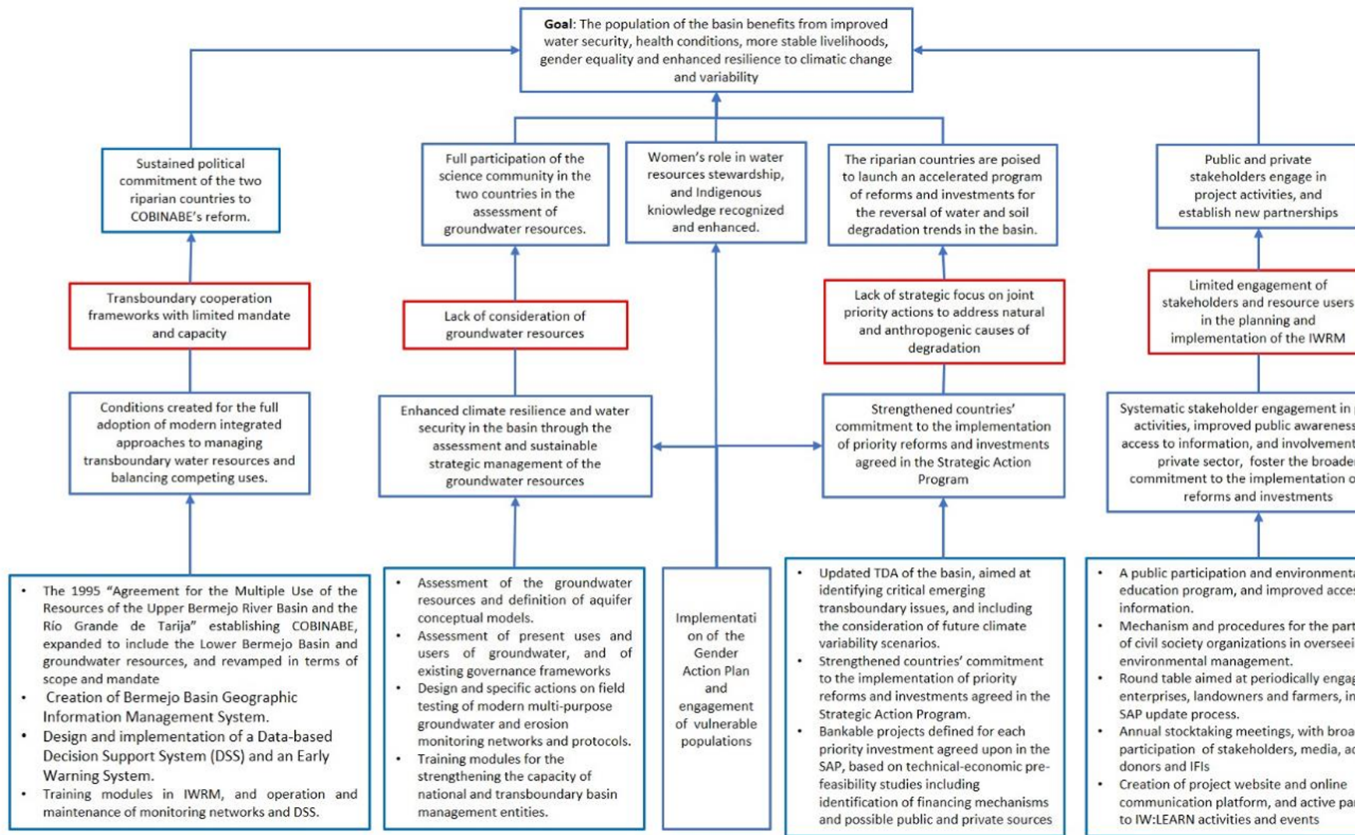 Goal: The population of the basin benefits from improved
water security, health conditions, more stable livelihoods,
gender equality and enhanced resilience to climatic change
and variability
Sustained political
commitment of the two
riparian countries to
COBINABE's reform.
Full participation of the
science community in the
two countries in the
assessment of
groundwater resources.
Women's role in water
resources stewardship,
and Indigenous
kniowledge recognized
and enhanced.
The riparian countries are poised
to launch an accelerated program
of reforms and investments for
the reversal of water and soil
degradation trends in the basin.
Public and private
stakeholders engage in
project activities, and
establish new partnerships
Transboundary cooperation
frameworks with limited mandate
and capacity
Lack of consideration of
groundwater resources
Lack of strategic focus on joint
priority actions to address natural
and anthropogenic causes of
degradation
Limited engagement of
stakeholders and resource users
in the planning and
implementation of the IWRM
Conditions created for the full
adoption of modern integrated
approaches to managing
transboundary water resources and
balancing competing uses.
Enhanced climate resilience and water
security in the basin through the
assessment and sustainable
strategic management of the
groundwater resources
Strengthened countries'
commitment to the implementation
of priority reforms and investments
agreed in the Strategic Action
Program
Systematic stakeholder engagement in
activities, improved public awareness
access to information, and involvement
private sector, foster the broader
commitment to the implementation
reforms and investments
• The 1995 "Agreement for the Multiple Use of the
Resources of the Upper Bermejo River Basin and the
Río Grande de Tarija" establishing COBINABE,
expanded to include the Lower Bermejo Basin and
groundwater resources, and revamped in terms of
scope and mandate
• Creation of Bermejo Basin Geographic
Information Management System.
• Design and implementation of a Data-based
Decision Support System (DSS) and an Early
Warning System.
• Training modules in IWRM, and operation and
maintenance of monitoring networks and DSS.
• Assessment of the groundwater
resources and definition of aquifer
conceptual models.
• Assessment of present uses and
users of groundwater, and of
existing governance frameworks
• Design and specific actions on field
testing of modern multi-purpose
groundwater and erosion
monitoring networks and protocols.
• Training modules for the
strengthening the capacity of
national and transboundary basin
management entities.
Implementati
on of the
Gender
Action Plan
and
engagement
of vulnerable
populations
• Updated TDA of the basin, aimed at
identifying critical emerging
transboundary issues, and including
the consideration of future climate
variability scenarios.
• Strengthened countries' commitment
to the implementation of priority
reforms and investments agreed in the
Strategic Action Program.
• Bankable projects defined for each
priority investment agreed upon in the
SAP, based on technical-economic pre-
feasibility studies including
identification of financing mechanisms
and possible public and private sources
• A public participation and
education program, and improved
information.
• Mechanism and procedures for the
of civil society organizations in
environmental management.
• Round table aimed at periodically
enterprises, landowners and farmers,
SAP update process.
• Annual stocktaking meetings, with
participation of stakeholders, media,
donors and IFIs
• Creation of project website and online
communication platform, and active
to IW:LEARN activities and events